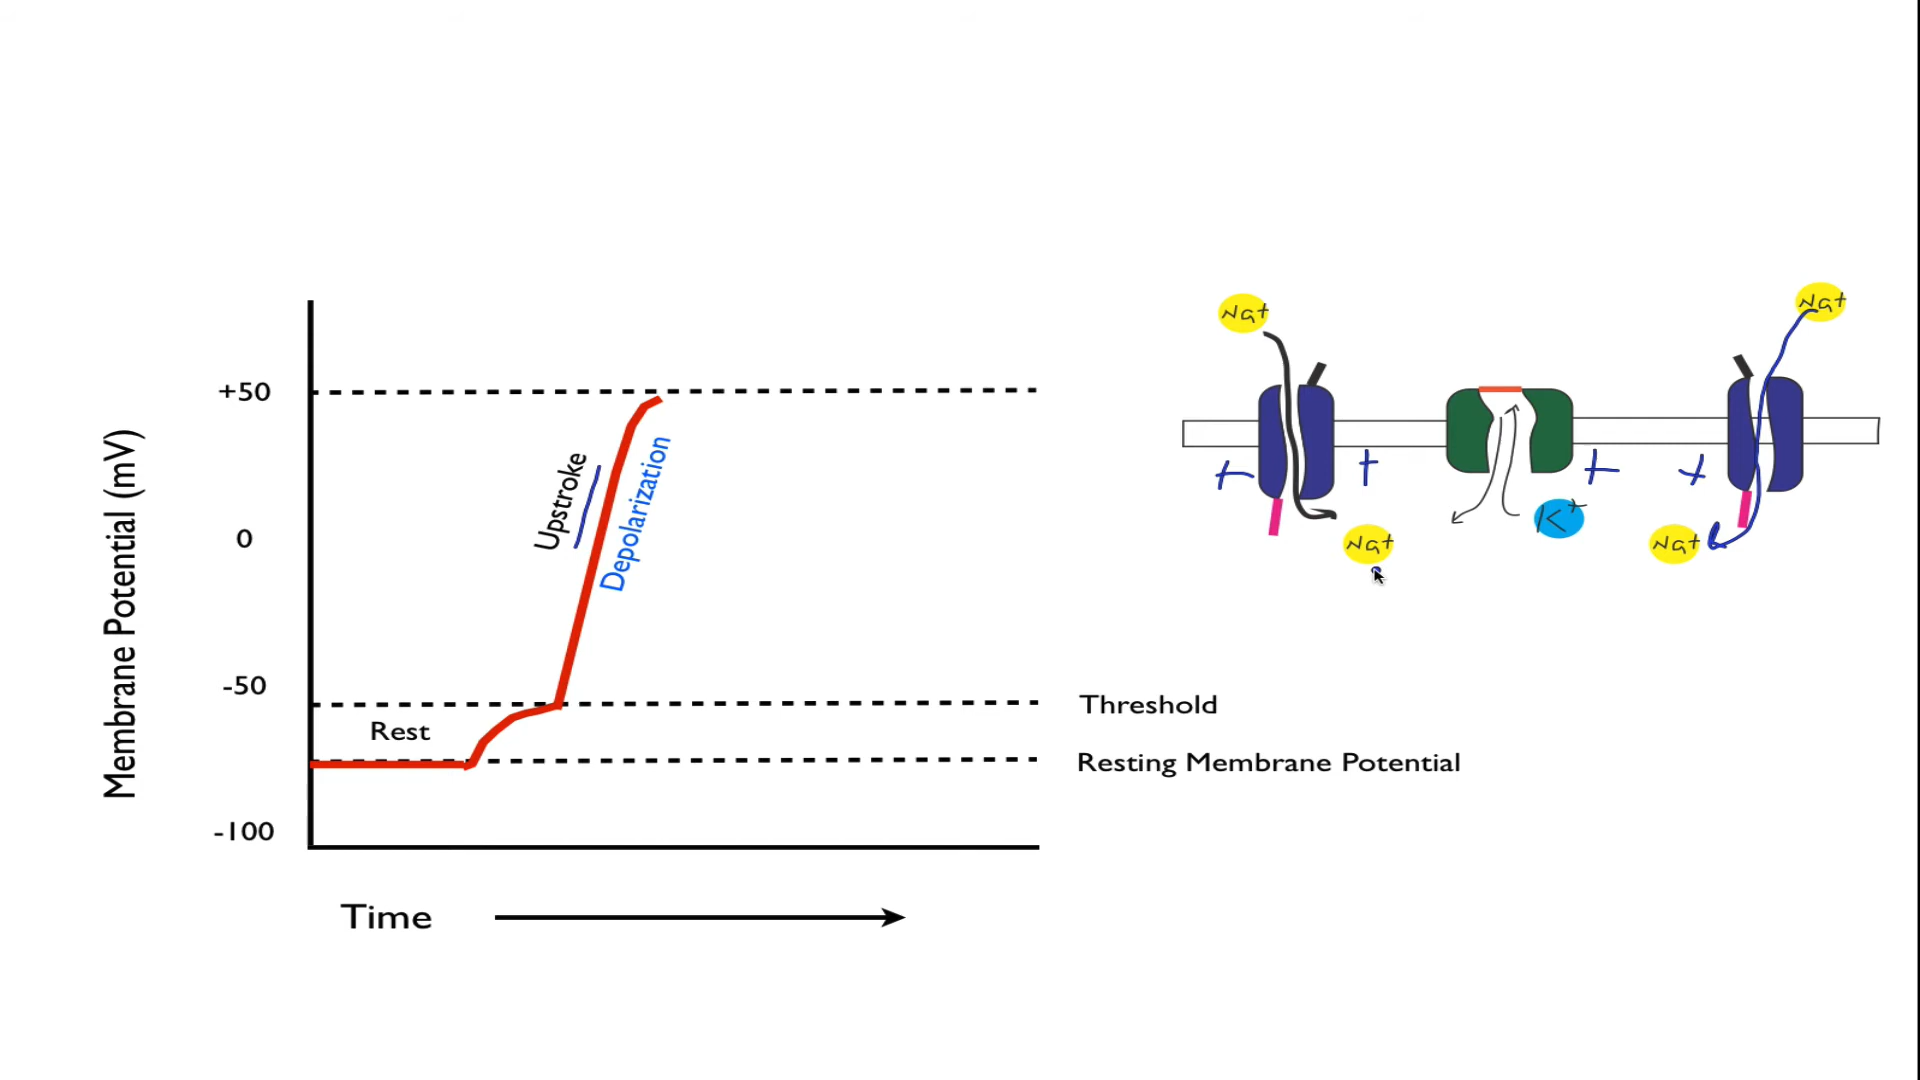 Membrane Potential (mV)
+50
0
-50
-100
Upstroke
Depolarization
Rest
Threshold
Resting Membrane Potential
Time
Na+
Na+
+
+
+
+
K+
Na+
Na+